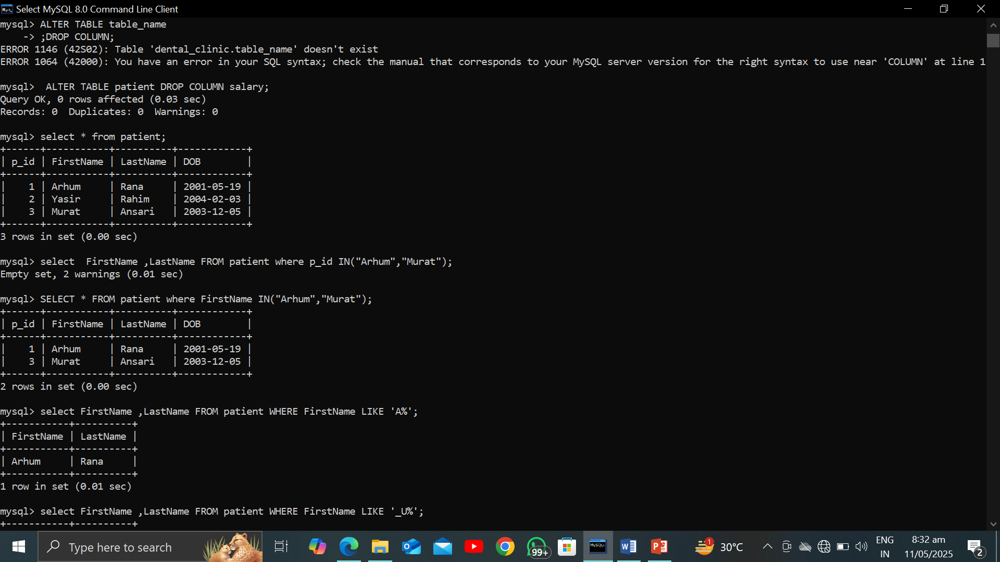 Select MySQL 8.0 Command Line Client
mysql> ALTER TABLE table_name
    -> ;DROP COLUMN;
ERROR 1146 (42S02): Table 'dental_clinic.table_name' doesn't exist
ERROR 1064 (42000): You have an error in your SQL syntax; check the manual that corresponds to your MySQL server version for the right syntax to use near 'COLUMN' at line 1
mysql>  ALTER TABLE patient DROP COLUMN salary;
Query OK, 0 rows affected (0.03 sec)
Records: 0  Duplicates: 0  Warnings: 0
mysql> select * from patient;
+------+-----------+----------+------------+
| p_id | FirstName | LastName | DOB        |
+------+-----------+----------+------------+
|    1 | Arhum     | Rana     | 2001-05-19 |
|    2 | Yasir     | Rahim    | 2004-02-03 |
|    3 | Murat     | Ansari   | 2003-12-05 |
+------+-----------+----------+------------+
3 rows in set (0.00 sec)
mysql> select  FirstName ,LastName FROM patient where p_id IN("Arhum","Murat");
Empty set, 2 warnings (0.01 sec)
mysql> SELECT * FROM patient where FirstName IN("Arhum","Murat");
+------+-----------+----------+------------+
| p_id | FirstName | LastName | DOB        |
+------+-----------+----------+------------+
|    1 | Arhum     | Rana     | 2001-05-19 |
|    3 | Murat     | Ansari   | 2003-12-05 |
+------+-----------+----------+------------+
2 rows in set (0.00 sec)
mysql> select FirstName ,LastName FROM patient WHERE FirstName LIKE 'A%';
+-----------+----------+
| FirstName | LastName |
+-----------+----------+
| Arhum     | Rana     |
+-----------+----------+
1 row in set (0.01 sec)
mysql> select FirstName ,LastName FROM patient WHERE FirstName LIKE '_U%';
+-----------+----------+
Type here to search
99+
MySQL>
1
30°C
ENG
IN
8:32 am
11/05/2025
2